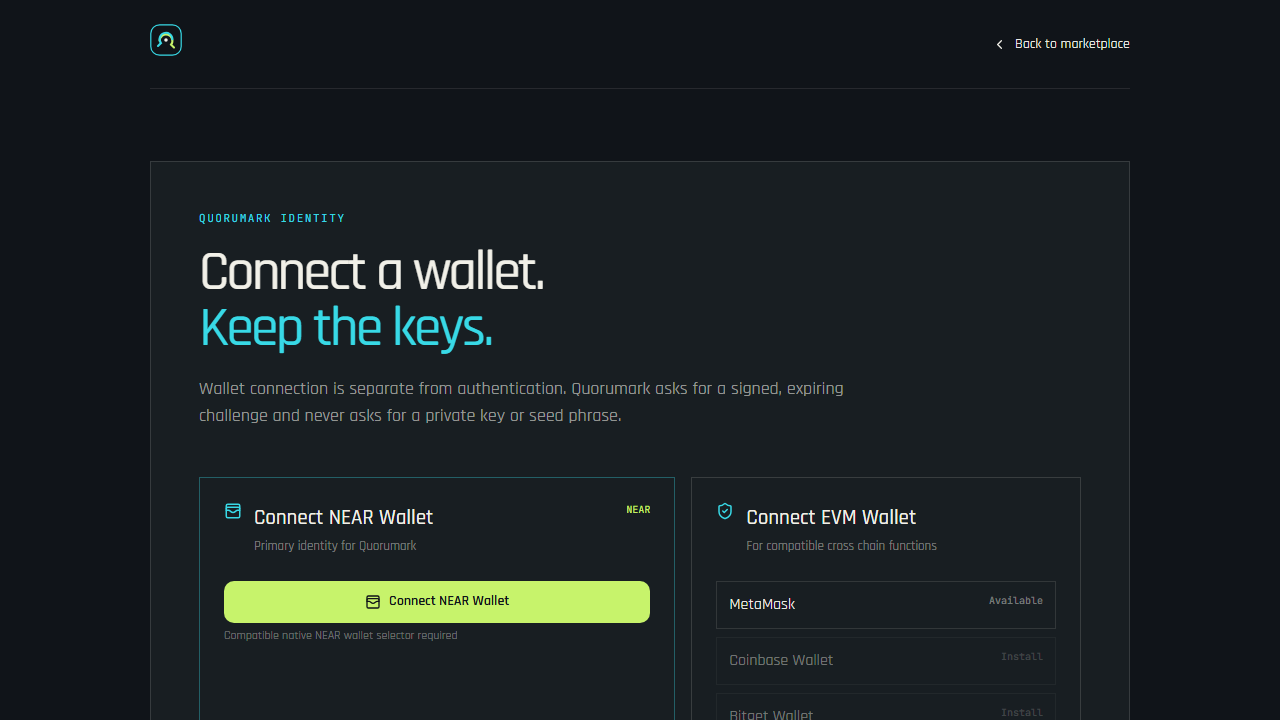 Back to marketplace
QUORUMARK IDENTITY
Connect a wallet.
Keep the keys.
Wallet connection is separate from authentication. Quorumark asks for a signed, expiring
challenge and never asks for a private key or seed phrase.
Connect NEAR Wallet
NEAR
Primary identity for Quorumark
Connect NEAR Wallet
Compatible native NEAR wallet selector required
Connect EVM Wallet
For compatible cross chain functions
MetaMask
Available
Coinbase Wallet
Install
Bitget Wallet
Install